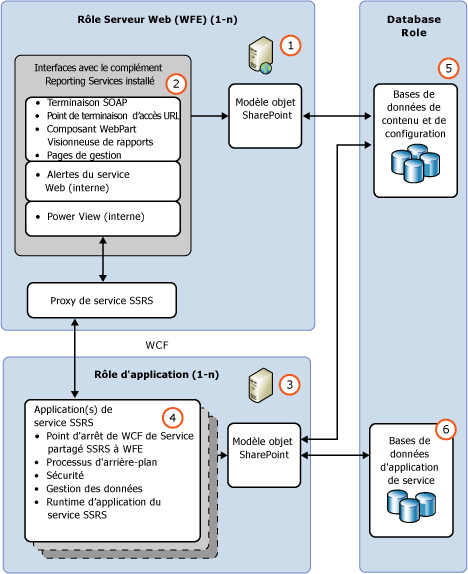 Rôle Serveur Web (WFE) (1-n)
1
Interfaces avec le complément
Reporting Services installé
2
• Terminaison SOAP
• Point de terminaison d'accès URL
• Composant WebPart
Visionneuse de rapports
• Pages de gestion
• Alertes du service
Web (interne)
• Power View (interne)
Modèle objet
SharePoint
Proxy de service SSRS
WCF
Database
Role
5
Bases de
données de
contenu et de
configuration
Rôle d'application (1-n)
3
Application(s) de
service SSRS
4
• Point d'arrêt de WCF de Service
partagé SSRS à WFE
• Processus d'arrière-plan
• Sécurité
• Gestion des données
• Runtime d'application du
service SSRS
Modèle objet
SharePoint
6
Bases de
données
d'application
de service